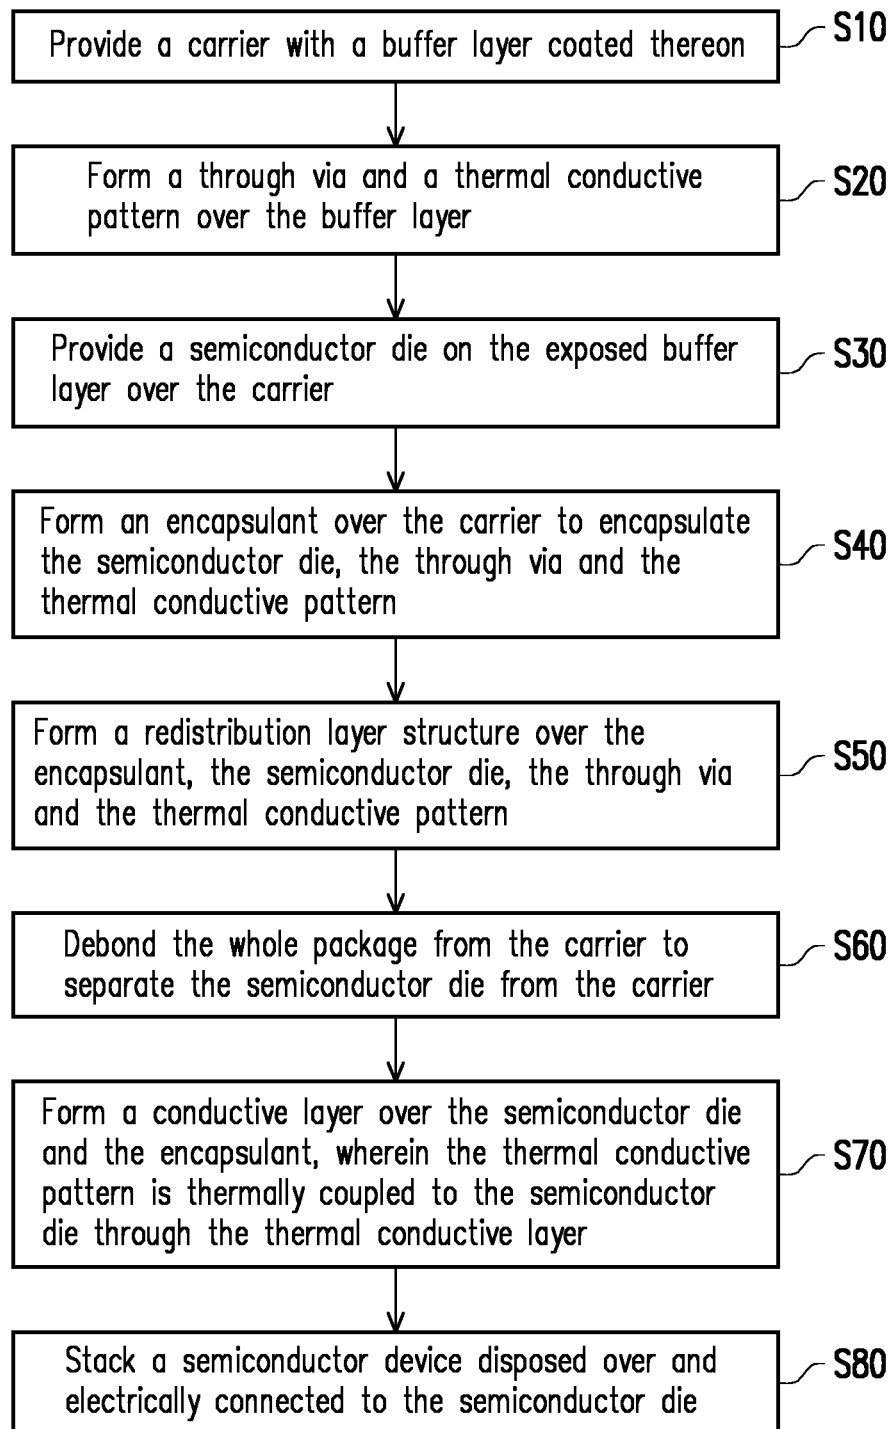 Provide a carrier with a buffer layer coated thereon
S10
Form a through via and a thermal conductive
pattern over the buffer layer
S20
Provide a semiconductor die on the exposed buffer
layer over the carrier
S30
Form an encapsulant over the carrier to encapsulate
the semiconductor die, the through via and the
thermal conductive pattern
S40
Form a redistribution layer structure over the
encapsulant, the semiconductor die, the through via
and the thermal conductive pattern
S50
Debond the whole package from the carrier to
separate the semiconductor die from the carrier
S60
Form a conductive layer over the semiconductor die
and the encapsulant, wherein the thermal conductive
pattern is thermally coupled to the semiconductor
die through the thermal conductive layer
S70
Stack a semiconductor device disposed over and
electrically connected to the semiconductor die
S80